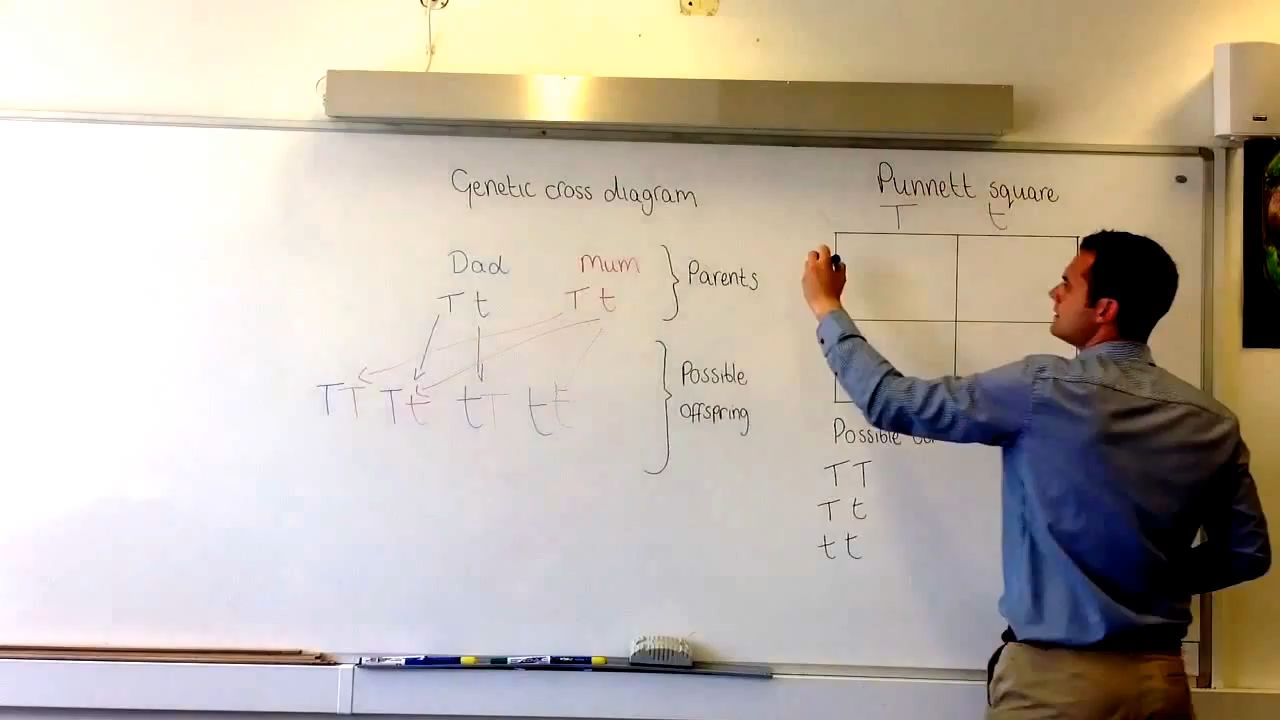 Genetic cross diagram
Dad Mum
T t T t
Parents
TT Tt tT tt
Possible
Offspring
Punnett square
T t
Possible
TT
Tt
tt